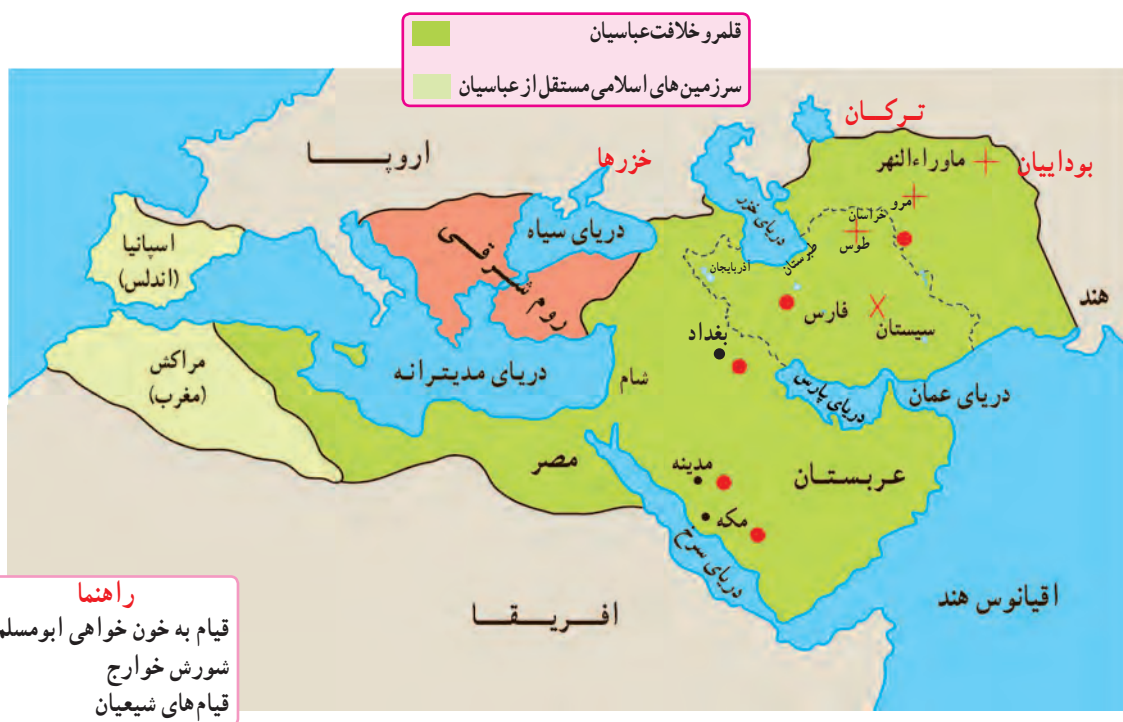 قلمرو خلافت عباسیان
سرزمین‌های اسلامی مستقل از عباسیان
ترکان
خزرها
اروپا
ماوراءالنهر
بوداییان
مرو
خراسان
طوس
دریای خزر
دریای سیاه
روم شرقی
طبرستان
آذربایجان
اسپانیا
(اندلس)
هند
فارس
سیستان
بغداد
مراکش
(مغرب)
دریای مدیترانه
شام
دریای پارس
دریای عمان
مصر
مدینه
عربستان
مکه
دریای سرخ
افریقا
اقیانوس هند
راهنما
قیام به خون خواهی ابومسلم
شورش خوارج
قیام‌های شیعیان